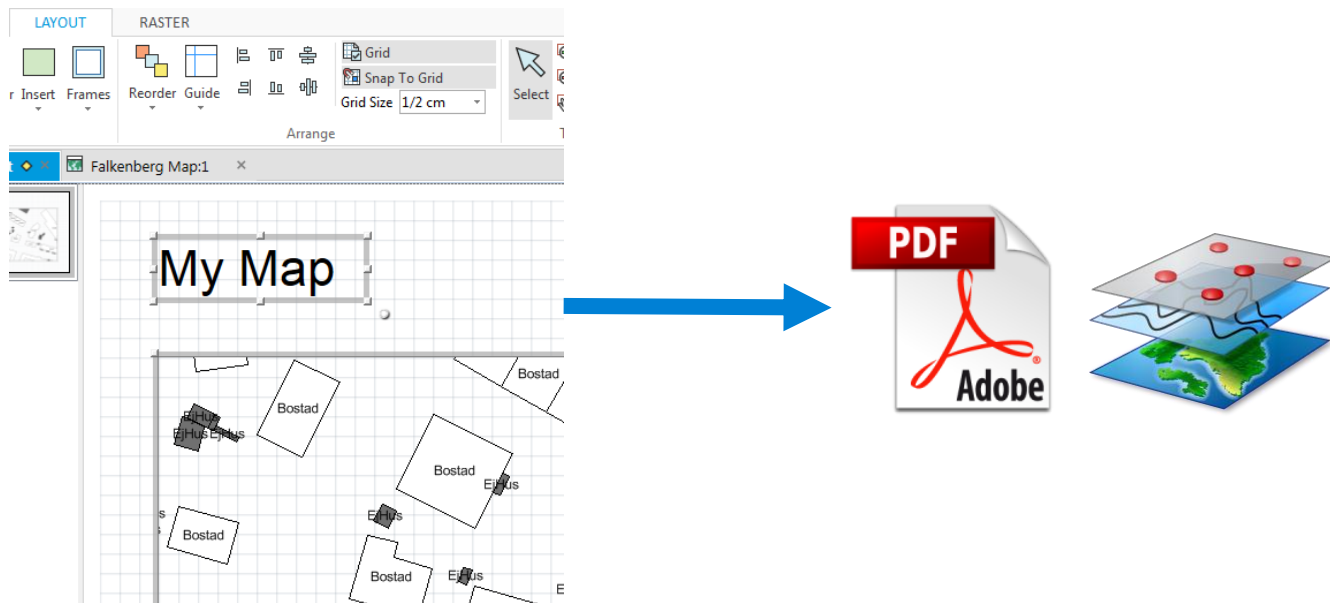 LAYOUT RASTER
Grid
Snap To Grid
Insert Frames Reorder Guide Select
Grid Size 1/2 cm
Arrange
Falkenberg Map:1
My Map
PDF
Adobe
Bostad
Bostad
EjHus
EjHus EjHus
Bostad
EjHus
EjHus
Bostad
Bostad
EjHus